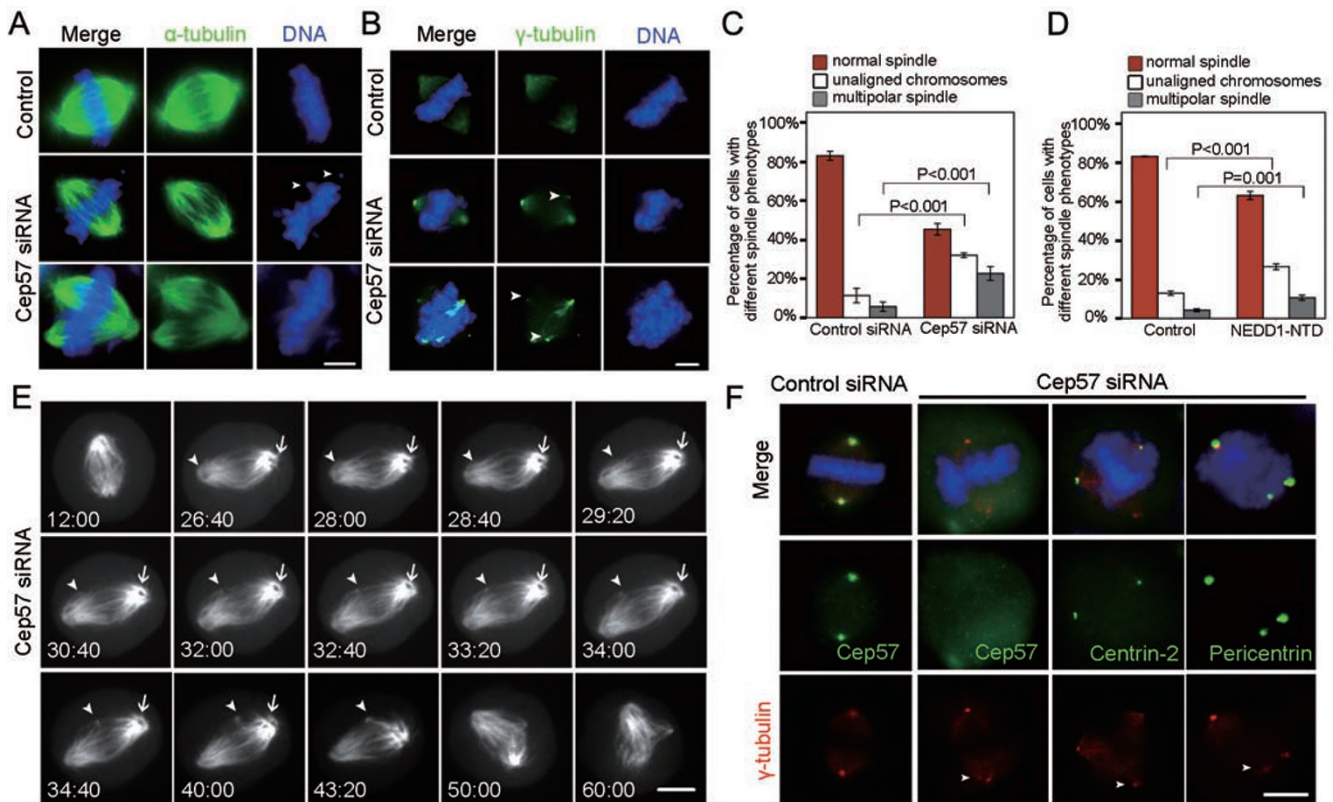 A
Merge α-tubulin DNA
Control
Cep57 siRNA
B
Merge γ-tubulin DNA
Control
Cep57 siRNA
C
normal spindle
unaligned chromosomes
multipolar spindle
Percentage of cells with
different spindle phenotypes
100%
80%
60%
40%
20%
0%
P<0.001
P<0.001
Control siRNA Cep57 siRNA
D
normal spindle
unaligned chromosomes
multipolar spindle
Percentage of cells with
different spindle phenotypes
100%
80%
60%
40%
20%
0%
P<0.001
P=0.001
Control NEDD1-NTD
E
Cep57 siRNA
12:00 26:40 28:00 28:40 29:20
30:40 32:00 32:40 33:20 34:00
34:40 40:00 43:20 50:00 60:00
F
Control siRNA Cep57 siRNA
Merge
Cep57 Cep57 Centrin-2 Pericentrin
γ-tubulin